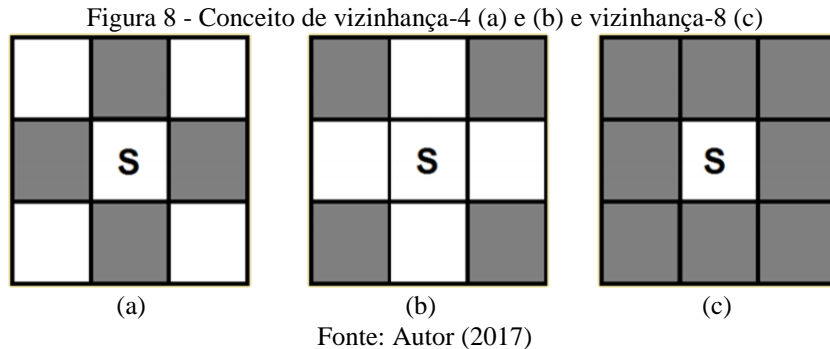 Figura 8 - Conceito de vizinhança-4 (a) e (b) e vizinhança-8 (c)
S S S
(a) (b) (c)
Fonte: Autor (2017)